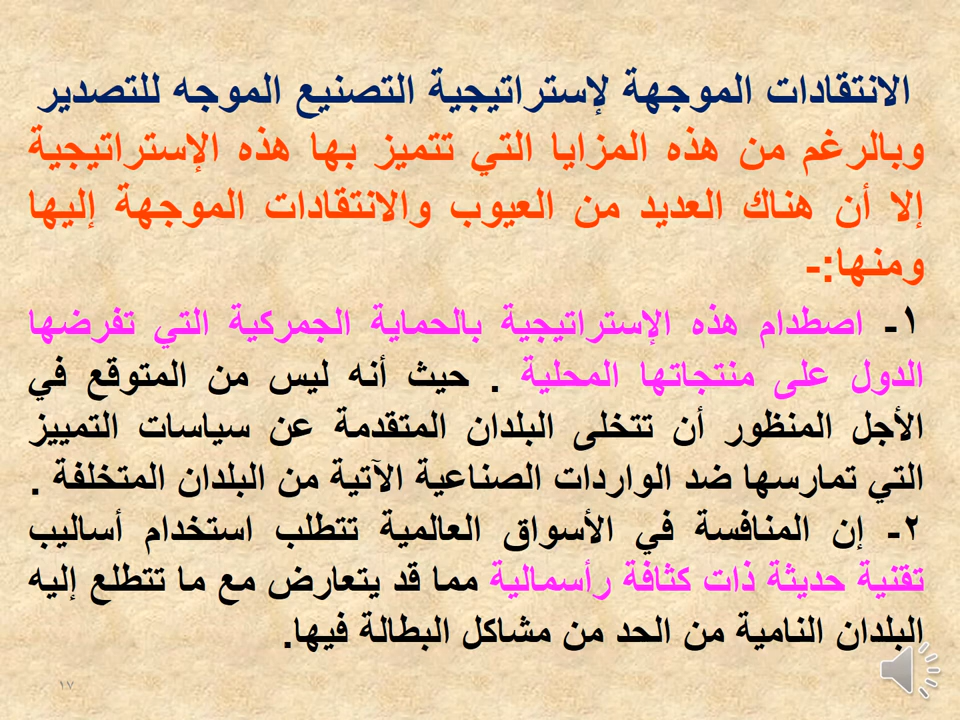 الانتقادات الموجهة لإستراتيجية التصنيع الموجه للتصدير
وبالرغم من هذه المزايا التي تتميز بها هذه الإستراتيجية
إلا أن هناك العديد من العيوب والانتقادات الموجهة إليها
ومنها:-
١- اصطدام هذه الإستراتيجية بالحماية الجمركية التي تفرضها
الدول على منتجاتها المحلية . حيث أنه ليس من المتوقع في
الأجل المنظور أن تتخلى البلدان المتقدمة عن سياسات التمييز
التي تمارسها ضد الواردات الصناعية الآتية من البلدان المتخلفة .
٢- إن المنافسة في الأسواق العالمية تتطلب استخدام أساليب
تقنية حديثة ذات كثافة رأسمالية مما قد يتعارض مع ما تتطلع إليه
البلدان النامية من الحد من مشاكل البطالة فيها.
١٧